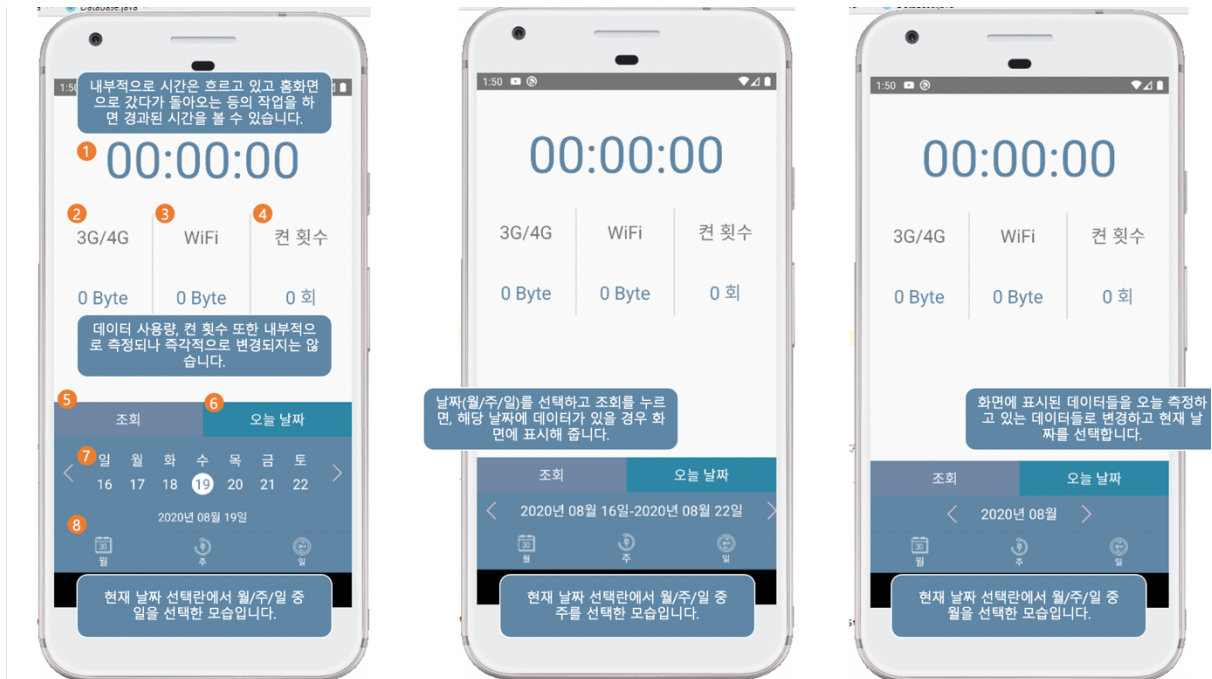 Database.java
1:50
내부적으로 시간은 흐르고 있고 홈화면
으로 갔다가 돌아오는 등의 작업을 하
면 경과된 시간을 볼 수 있습니다.
1
00:00:00
2
3G/4G
3
WiFi
4
켠 횟수
0 Byte
0 Byte
0 회
데이터 사용량, 켠 횟수 또한 내부적으
로 측정되나 즉각적으로 변경되지는 않
습니다.
5
조회
6
오늘 날짜
7
일 월 화 수 목 금 토
16 17 18 19 20 21 22
2020년 08월 19일
8
30
월
주
일
현재 날짜 선택란에서 월/주/일 중
일을 선택한 모습입니다.
1:50
00:00:00
3G/4G
WiFi
켠 횟수
0 Byte
0 Byte
0 회
날짜(월/주/일)를 선택하고 조회를 누르
면, 해당 날짜에 데이터가 있을 경우 화
면에 표시해 줍니다.
조회
오늘 날짜
2020년 08월 16일-2020년 08월 22일
30
월
주
일
현재 날짜 선택란에서 월/주/일 중
주를 선택한 모습입니다.
1:50
00:00:00
3G/4G
WiFi
켠 횟수
0 Byte
0 Byte
0 회
화면에 표시된 데이터들을 오늘 측정하
고 있는 데이터들로 변경하고 현재 날
짜를 선택합니다.
조회
오늘 날짜
2020년 08월
30
월
주
일
현재 날짜 선택란에서 월/주/일 중
월을 선택한 모습입니다.